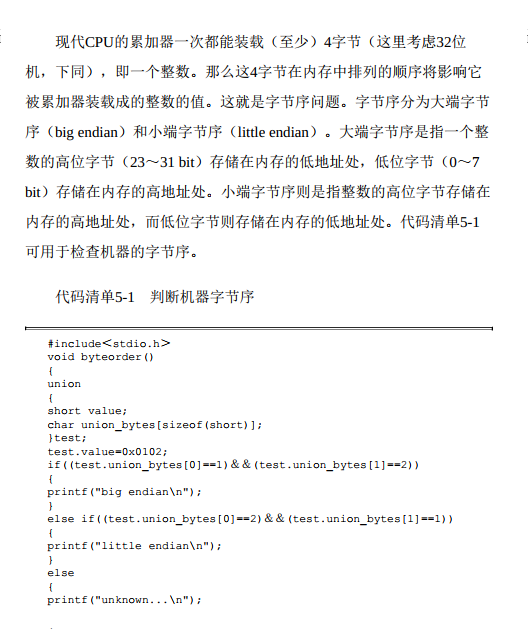 现代CPU的累加器一次都能装载（至少）4字节（这里考虑32位
机，下同），即一个整数。那么这4字节在内存中排列的顺序将影响它
被累加器装载成的整数的值。这就是字节序问题。字节序分为大端字节
序（big endian）和小端字节序（little endian）。大端字节序是指一个整
数的高位字节（23～31 bit）存储在内存的低地址处，低位字节（0～7
bit）存储在内存的高地址处。小端字节序则是指整数的高位字节存储在
内存的高地址处，而低位字节则存储在内存的低地址处。代码清单5-1
可用于检查机器的字节序。
代码清单5-1　判断机器字节序
#include＜stdio.h＞
void byteorder()
{
union
{
short value;
char union_bytes[sizeof(short)];
}test;
test.value=0x0102;
if((test.union_bytes[0]==1)＆＆(test.union_bytes[1]==2))
{
printf("big endian\n");
}
else if((test.union_bytes[0]==2)＆＆(test.union_bytes[1]==1))
{
printf("little endian\n");
}
else
{
printf("unknown...\n");